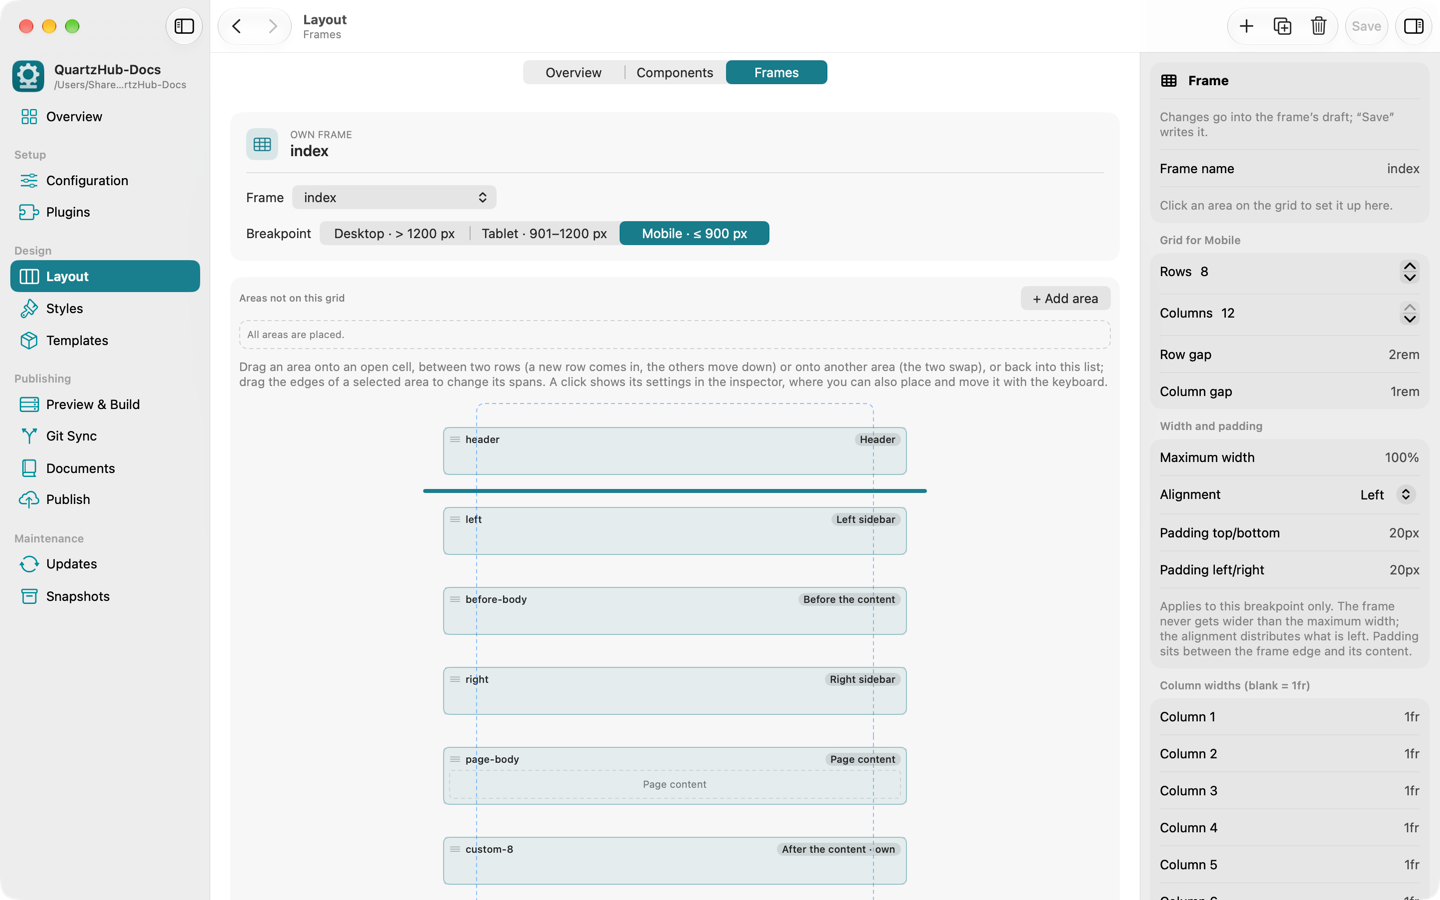 Layout
Frames
Save
QuartzHub-Docs
/Users/Share...rtzHub-Docs
Overview
Setup
Configuration
Plugins
Design
Layout
Styles
Templates
Publishing
Preview & Build
Git Sync
Documents
Publish
Maintenance
Updates
Snapshots
Overview
Components
Frames
OWN FRAME
index
Frame
index
Breakpoint
Desktop · > 1200 px
Tablet · 901–1200 px
Mobile · ≤ 900 px
Areas not on this grid
+ Add area
All areas are placed.
Drag an area onto an open cell, between two rows (a new row comes in, the others move down) or onto another area (the two swap), or back into this list;
drag the edges of a selected area to change its spans. A click shows its settings in the inspector, where you can also place and move it with the keyboard.
header
Header
left
Left sidebar
before-body
Before the content
right
Right sidebar
page-body
Page content
Page content
custom-8
After the content · own
Frame
Changes go into the frame's draft; “Save”
writes it.
Frame name
index
Click an area on the grid to set it up here.
Grid for Mobile
Rows 8
Columns 12
Row gap
2rem
Column gap
1rem
Width and padding
Maximum width
100%
Alignment
Left
Padding top/bottom
20px
Padding left/right
20px
Applies to this breakpoint only. The frame
never gets wider than the maximum width;
the alignment distributes what is left. Padding
sits between the frame edge and its content.
Column widths (blank = 1fr)
Column 1
1fr
Column 2
1fr
Column 3
1fr
Column 4
1fr
Column 5
1fr